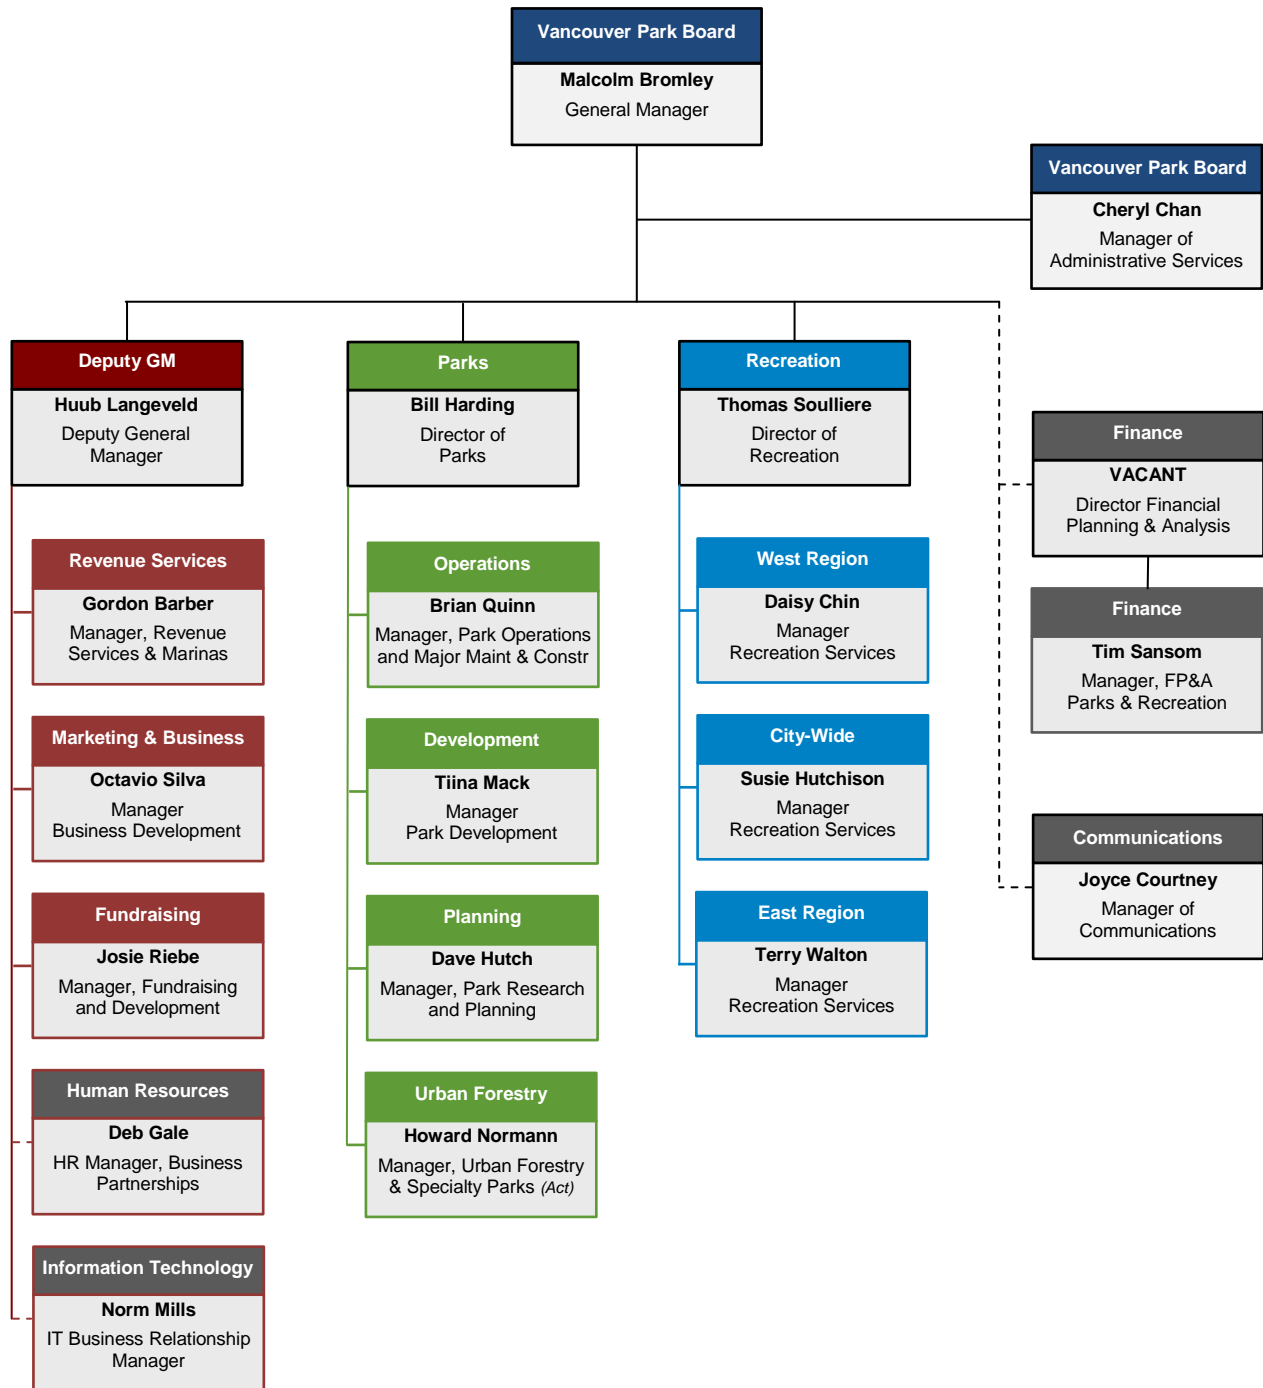 Vancouver Park Board
Malcolm Bromley
General Manager
Vancouver Park Board
Cheryl Chan
Manager of
Administrative Services
Deputy GM
Huub Langeveld
Deputy General
Manager
Parks
Bill Harding
Director of
Parks
Recreation
Thomas Soulliere
Director of
Recreation
Finance
VACANT
Director Financial
Planning & Analysis
Revenue Services
Gordon Barber
Manager, Revenue
Services & Marinas
Operations
Brian Quinn
Manager, Park Operations
and Major Maint & Constr
West Region
Daisy Chin
Manager
Recreation Services
Finance
Tim Sansom
Manager, FP&A
Parks & Recreation
Marketing & Business
Octavio Silva
Manager
Business Development
Development
Tiina Mack
Manager
Park Development
City-Wide
Susie Hutchison
Manager
Recreation Services
Communications
Joyce Courtney
Manager of
Communications
Fundraising
Josie Riebe
Manager, Fundraising
and Development
Planning
Dave Hutch
Manager, Park Research
and Planning
East Region
Terry Walton
Manager
Recreation Services
Human Resources
Deb Gale
HR Manager, Business
Partnerships
Urban Forestry
Howard Normann
Manager, Urban Forestry
& Specialty Parks (Act)
Information Technology
Norm Mills
IT Business Relationship
Manager